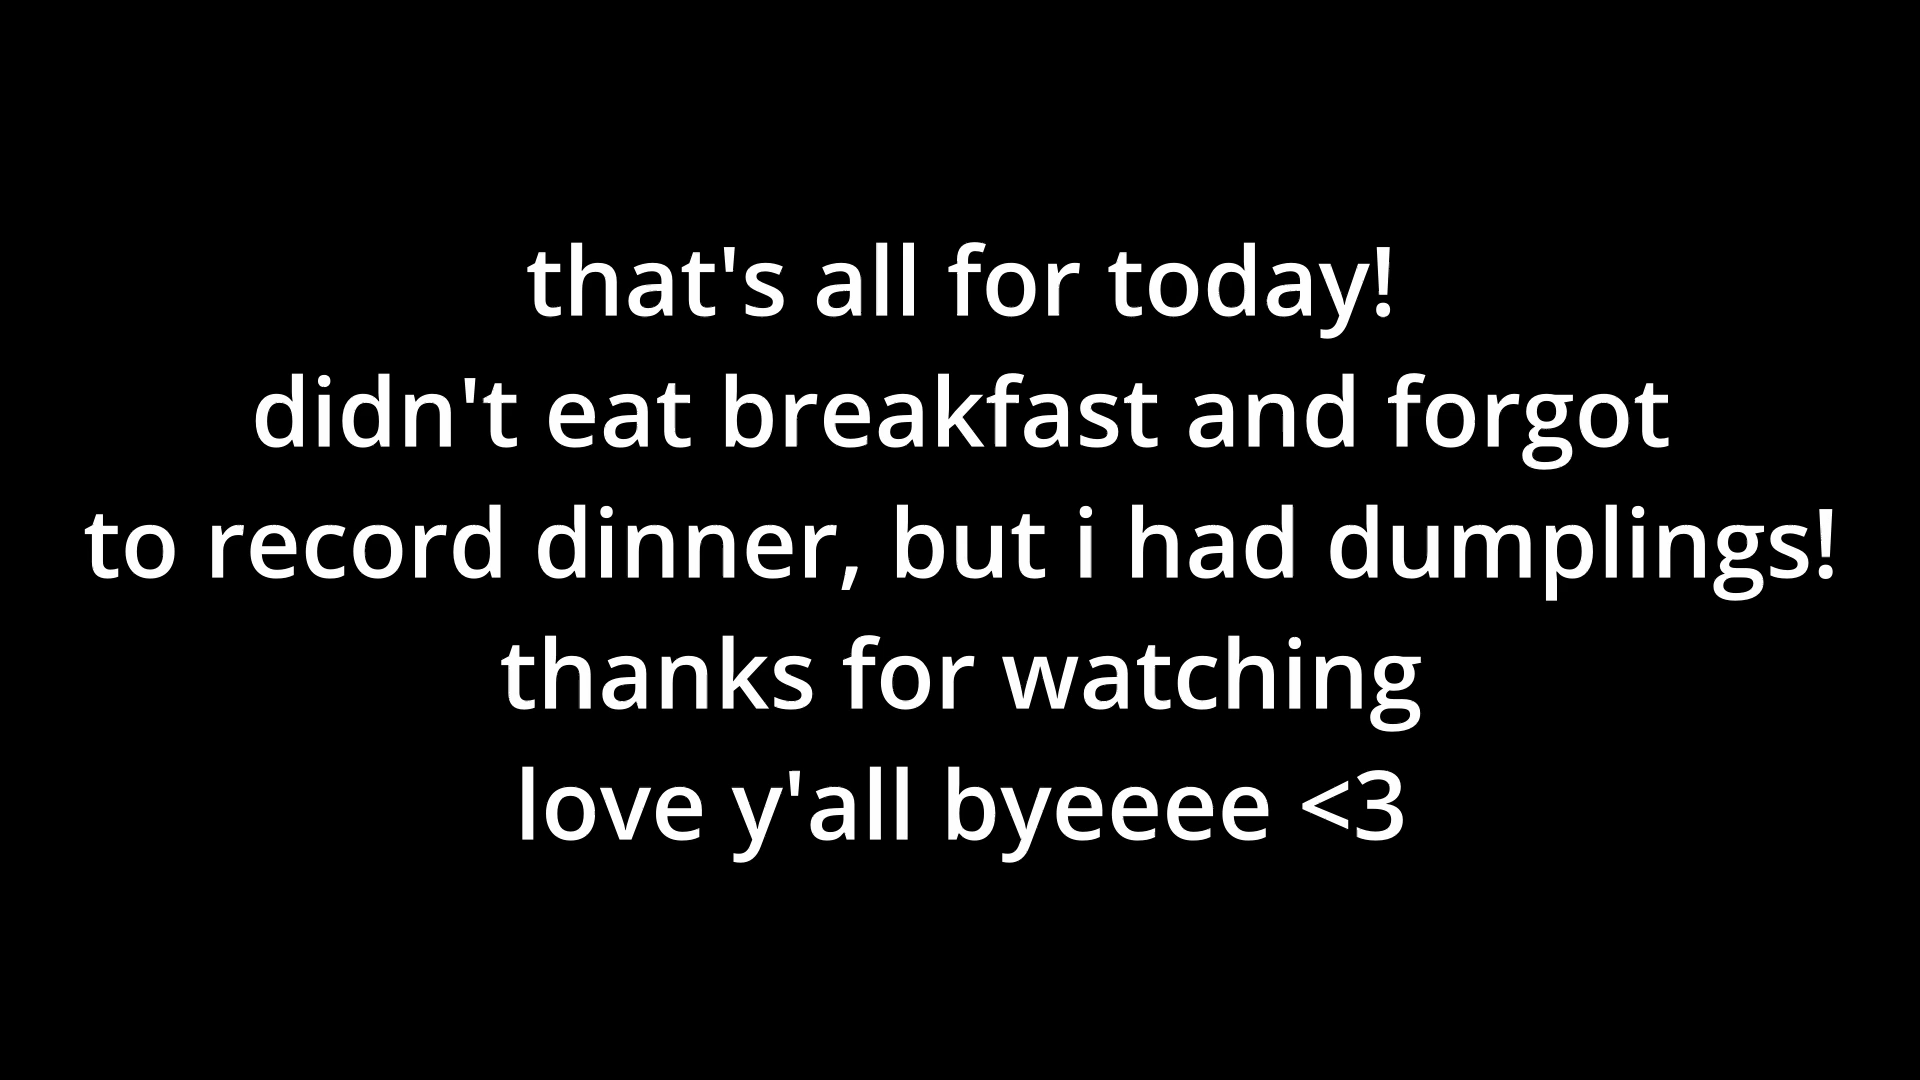 that's all for today!
didn't eat breakfast and forgot
to record dinner, but i had dumplings!
thanks for watching
love y'all byeeee <3